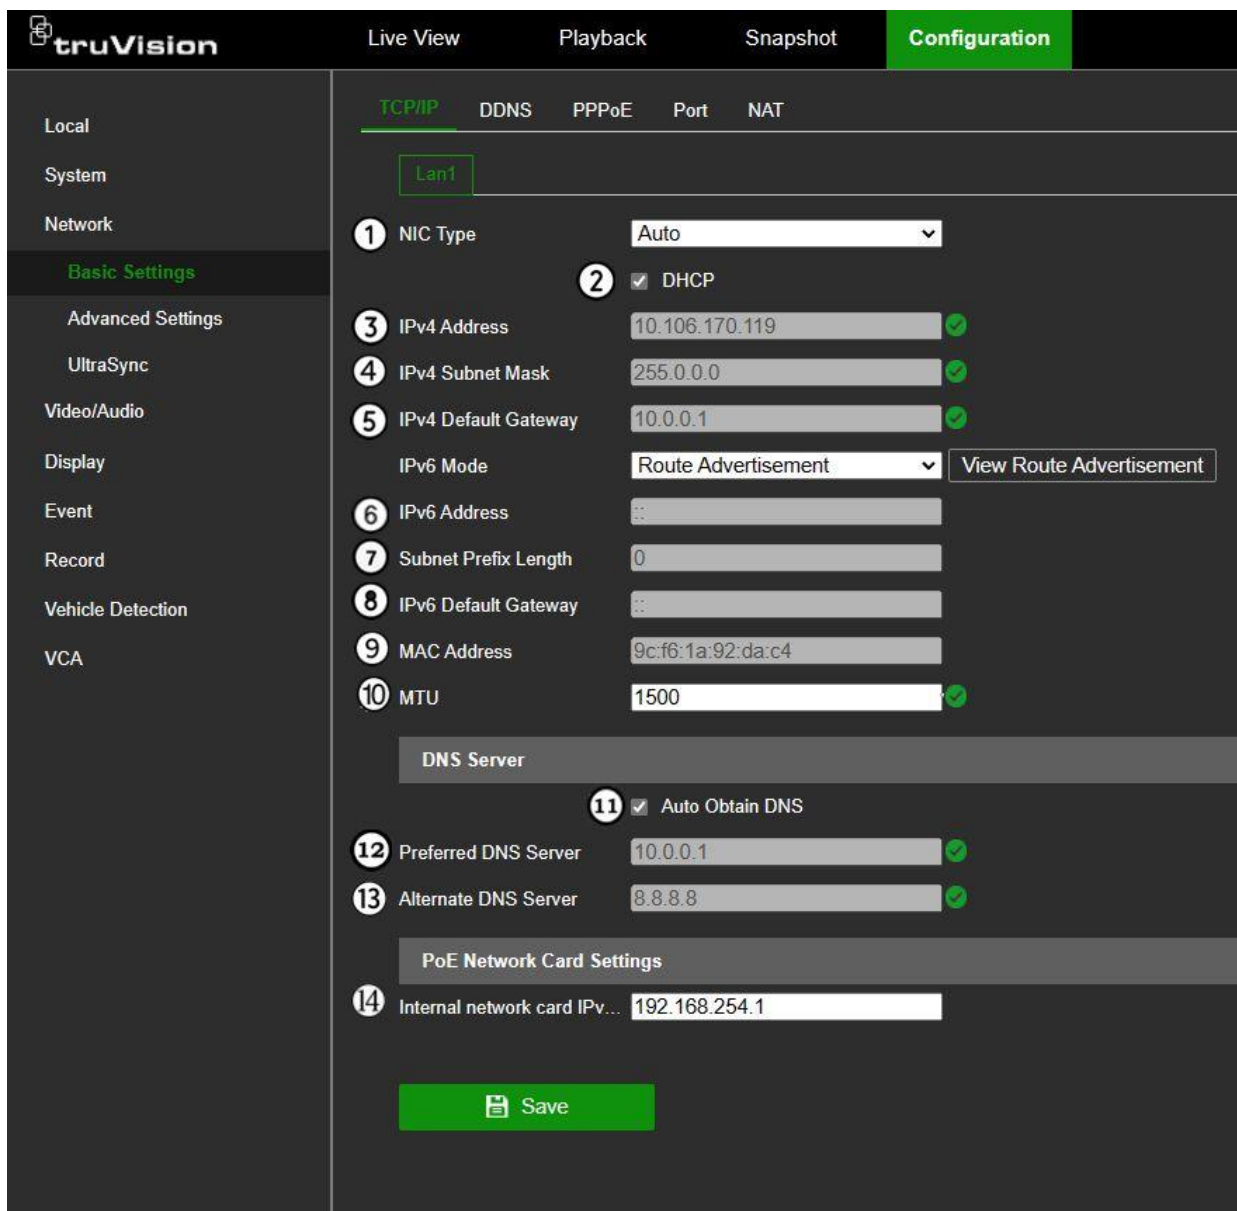 truVision Live View Playback Snapshot Configuration
TCP/IP DDNS PPPoE Port NAT
Local
System
Network
Basic Settings
Advanced Settings
UltraSync
Video/Audio
Display
Event
Record
Vehicle Detection
VCA
Lan1
1 NIC Type Auto
2 DHCP
3 IPv4 Address 10.106.170.119
4 IPv4 Subnet Mask 255.0.0.0
5 IPv4 Default Gateway 10.0.0.1
IPv6 Mode Route Advertisement View Route Advertisement
6 IPv6 Address ::
7 Subnet Prefix Length 0
8 IPv6 Default Gateway ::
9 MAC Address 9c:f6:1a:92:da:c4
10 MTU 1500
DNS Server
11 Auto Obtain DNS
12 Preferred DNS Server 10.0.0.1
13 Alternate DNS Server 8.8.8.8
PoE Network Card Settings
14 Internal network card IPv... 192.168.254.1
Save